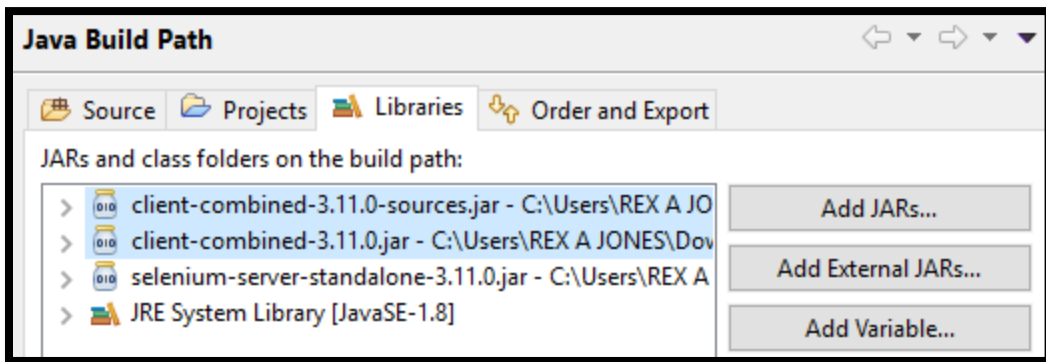 Java Build Path
Source Projects Libraries Order and Export
JARs and class folders on the build path:
client-combined-3.11.0-sources.jar - C:\Users\REX A JO
client-combined-3.11.0.jar - C:\Users\REX A JONES\Dow
selenium-server-standalone-3.11.0.jar - C:\Users\REX A
JRE System Library [JavaSE-1.8]
Add JARs...
Add External JARs...
Add Variable...